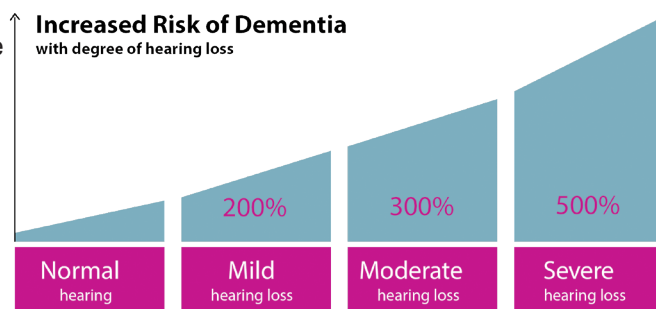 Increased Risk of Dementia
with degree of hearing loss
200%
300%
500%
Normal
hearing
Mild
hearing loss
Moderate
hearing loss
Severe
hearing loss